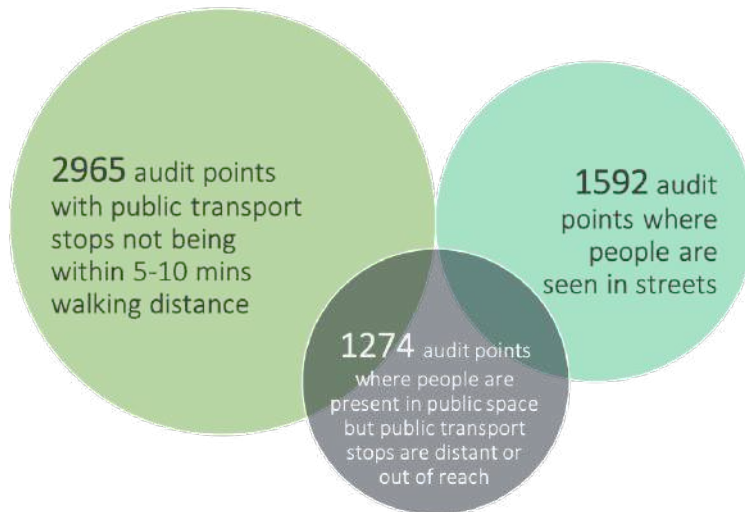 2965 audit points
with public transport
stops not being
within 5-10 mins
walking distance
1592 audit
points where
people are
seen in streets
1274 audit points
where people are
present in public space
but public transport
stops are distant or
out of reach